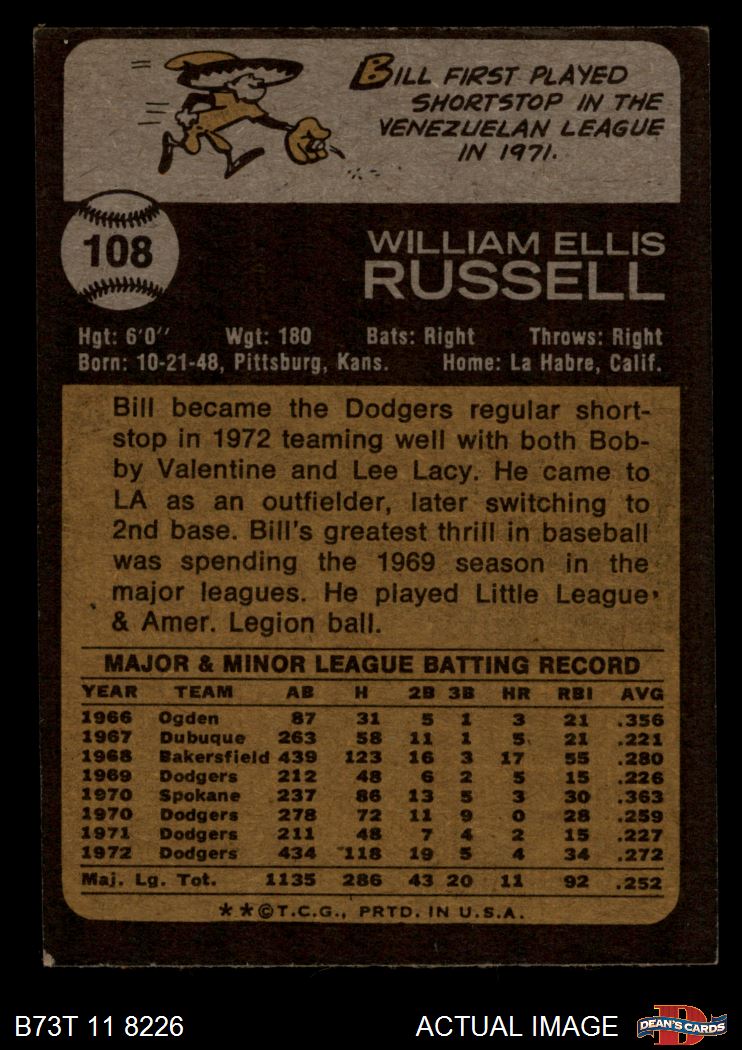 BILL FIRST PLAYED
SHORTSTOP IN THE
VENEZUELAN LEAGUE
IN 1971.
108
WILLIAM ELLIS
RUSSELL
Hgt: 6'0" Wgt: 180 Bats: Right Throws: Right
Born: 10-21-48, Pittsburg, Kans. Home: La Habre, Calif.
Bill became the Dodgers regular short-
stop in 1972 teaming well with both Bob-
by Valentine and Lee Lacy. He came to
LA as an outfielder, later switching to
2nd base. Bill's greatest thrill in baseball
was spending the 1969 season in the
major leagues. He played Little League
& Amer. Legion ball.
MAJOR & MINOR LEAGUE BATTING RECORD
YEAR TEAM AB H 2B 3B HR RBI AVG
1966 Ogden 87 31 5 1 3 21 .356
1967 Dubuque 263 58 11 1 5 21 .221
1968 Bakersfield 439 123 16 3 17 55 .280
1969 Dodgers 212 48 6 2 5 15 .226
1970 Spokane 237 86 13 5 3 30 .363
1970 Dodgers 278 72 11 9 0 28 .259
1971 Dodgers 211 48 7 4 2 15 .227
1972 Dodgers 434 118 19 5 4 34 .272
Maj. Lg. Tot. 1135 286 43 20 11 92 .252
**©T.C.G., PRTD. IN U.S.A.
B73T 11 8226 ACTUAL IMAGE DEAN'S CARDS